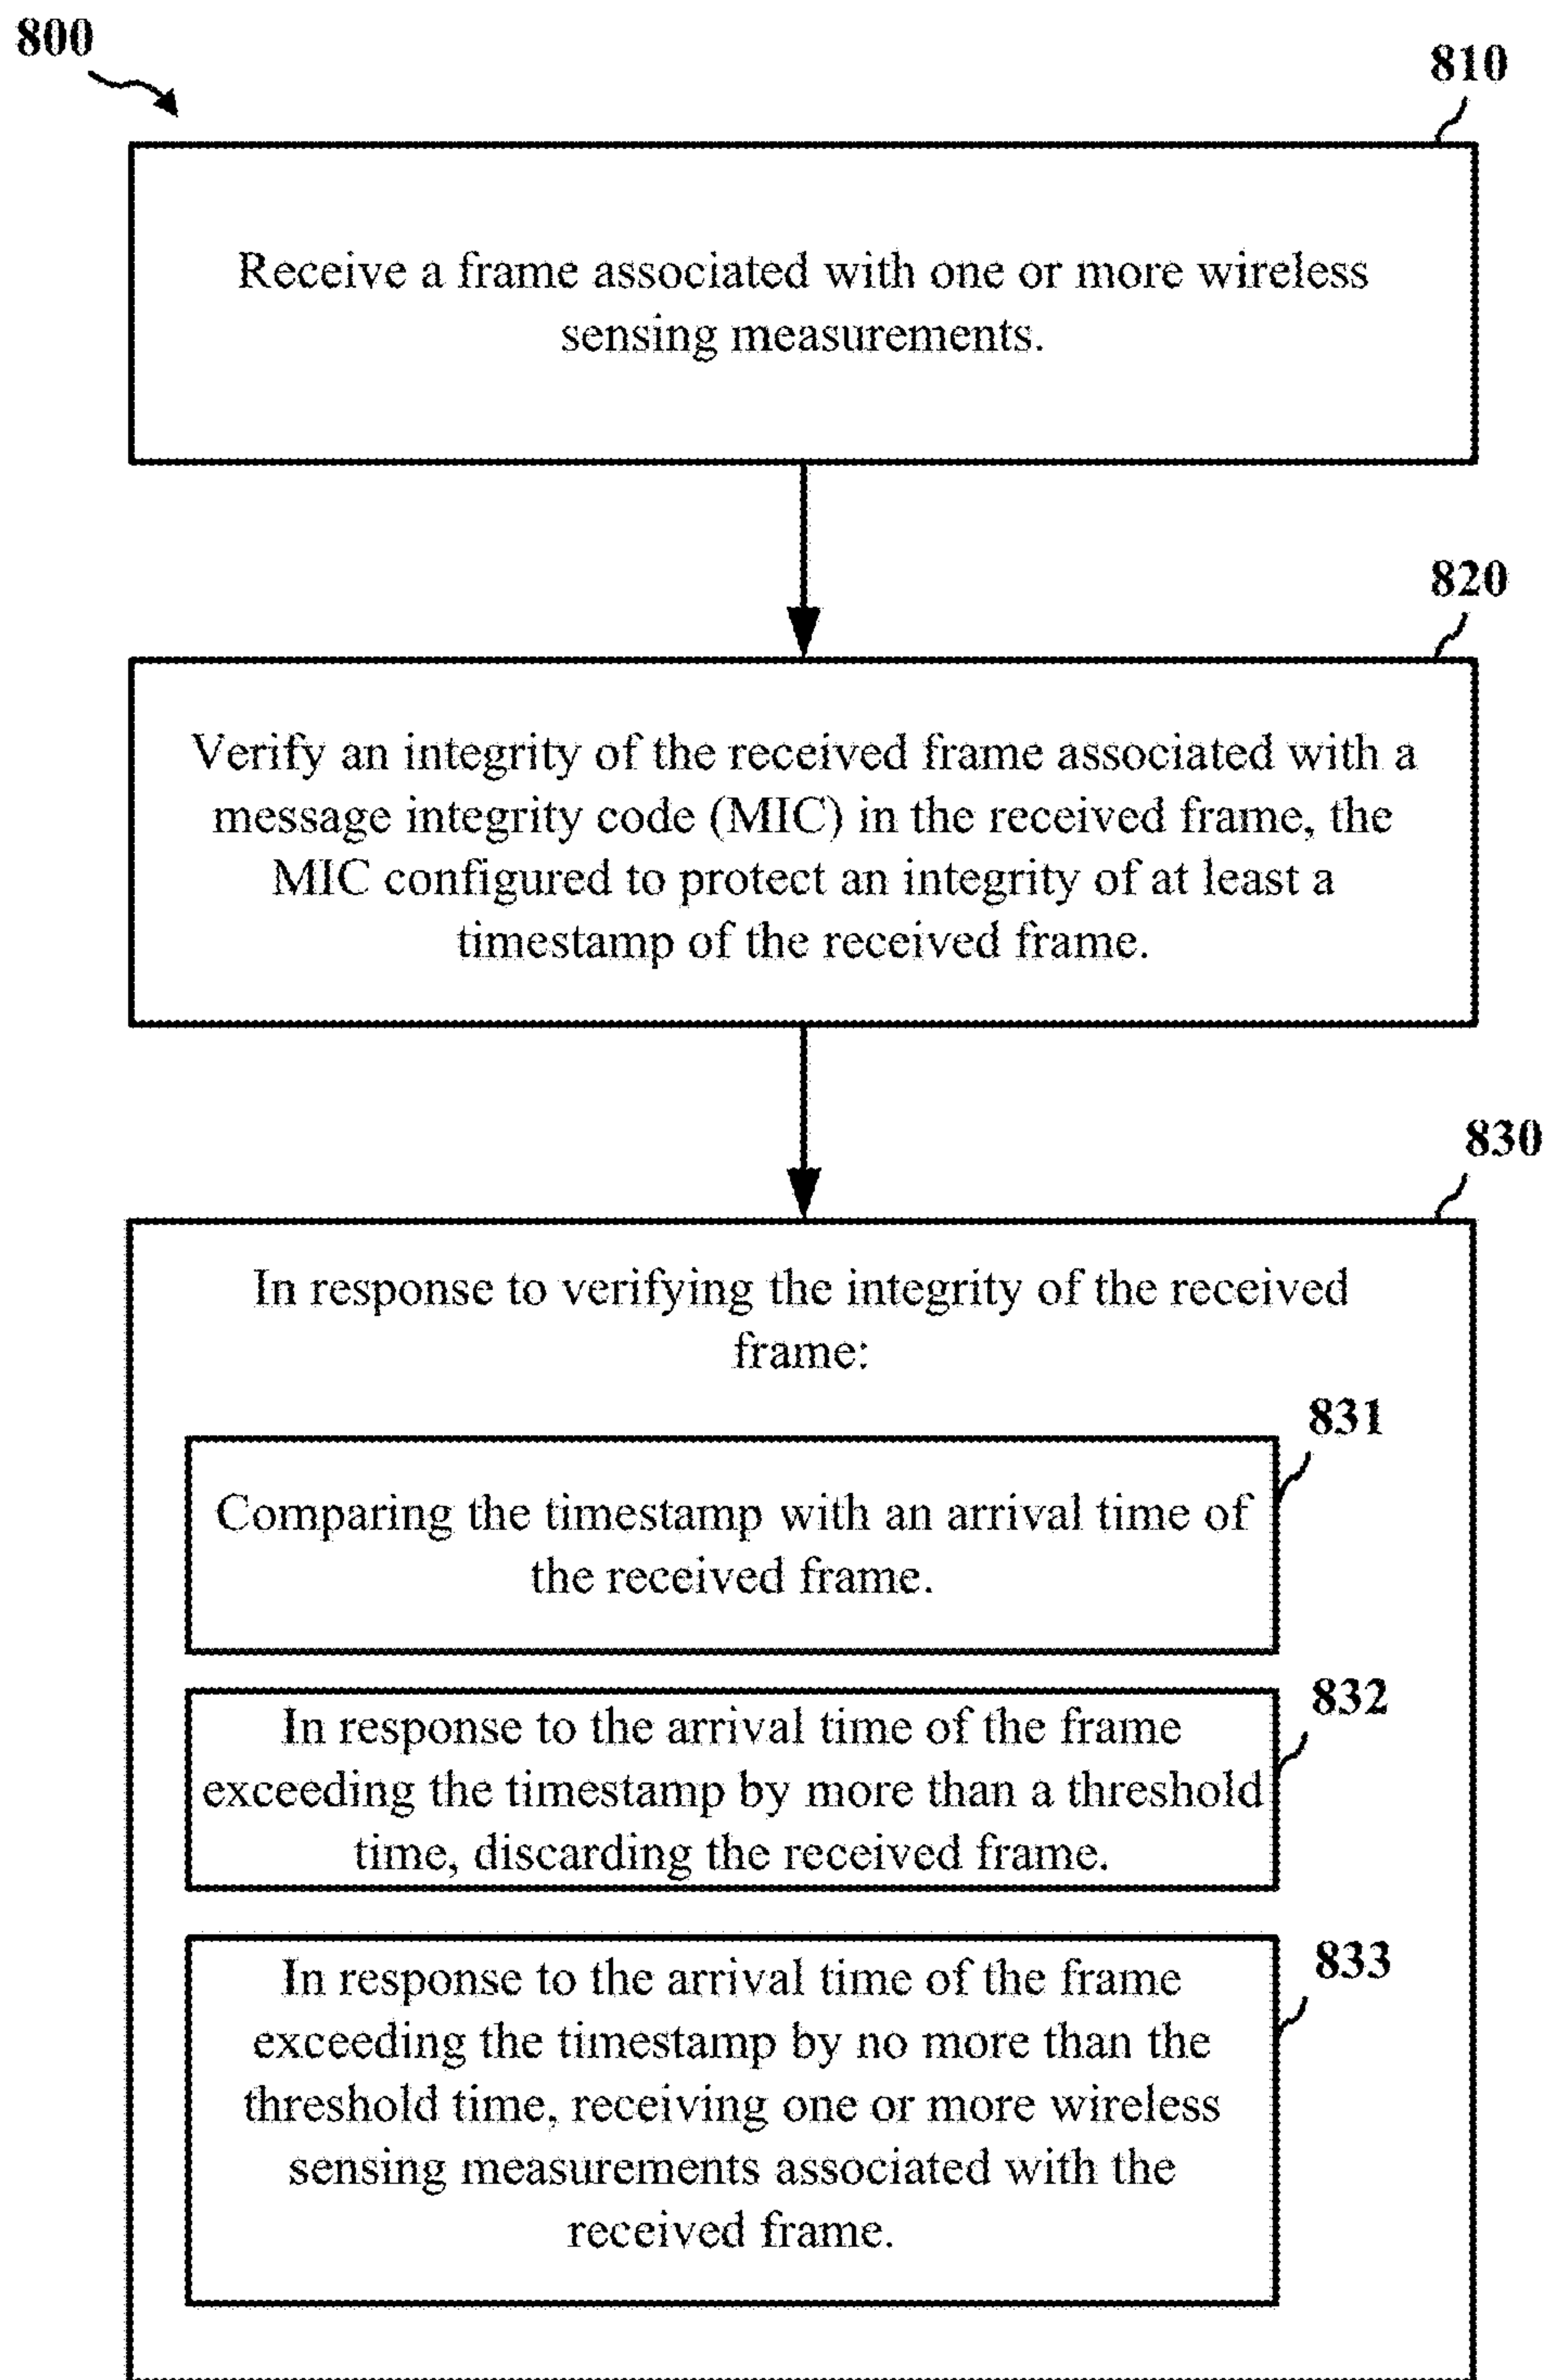 800
810
Receive a frame associated with one or more wireless
sensing measurements.
820
Verify an integrity of the received frame associated with a
message integrity code (MIC) in the received frame, the
MIC configured to protect an integrity of at least a
timestamp of the received frame.
830
In response to verifying the integrity of the received
frame:
831
Comparing the timestamp with an arrival time of
the received frame.
832
In response to the arrival time of the frame
exceeding the timestamp by more than a threshold
time, discarding the received frame.
833
In response to the arrival time of the frame
exceeding the timestamp by no more than the
threshold time, receiving one or more wireless
sensing measurements associated with the
received frame.